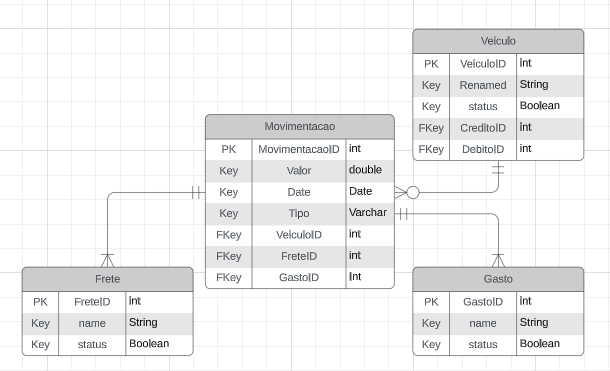 Veiculo
PK VeiculoID int
Key Renamed String
Key status Boolean
FKey CreditoID int
FKey DebitoID int
Movimentacao
PK MovimentacaoID int
Key Valor double
Key Date Date
Key Tipo Varchar
FKey VeiculoID int
FKey FreteID int
FKey GastoID Int
Frete
PK FreteID int
Key name String
Key status Boolean
Gasto
PK GastoID int
Key name String
Key status Boolean